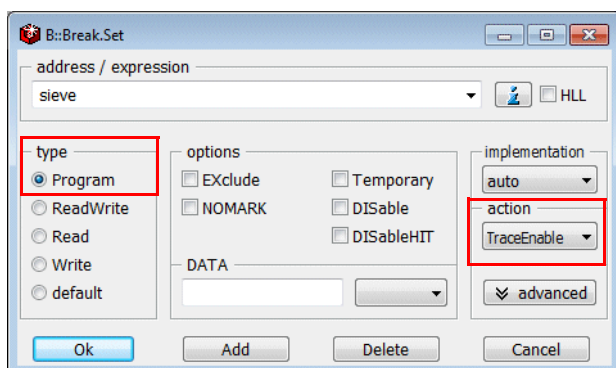 B::Break.Set
address / expression
sieve
i HLL
type
Program
ReadWrite
Read
Write
default
options
EXclude Temporary
NOMARK DISable
DISableHIT
DATA
implementation
auto
action
TraceEnable
advanced
Ok Add Delete Cancel